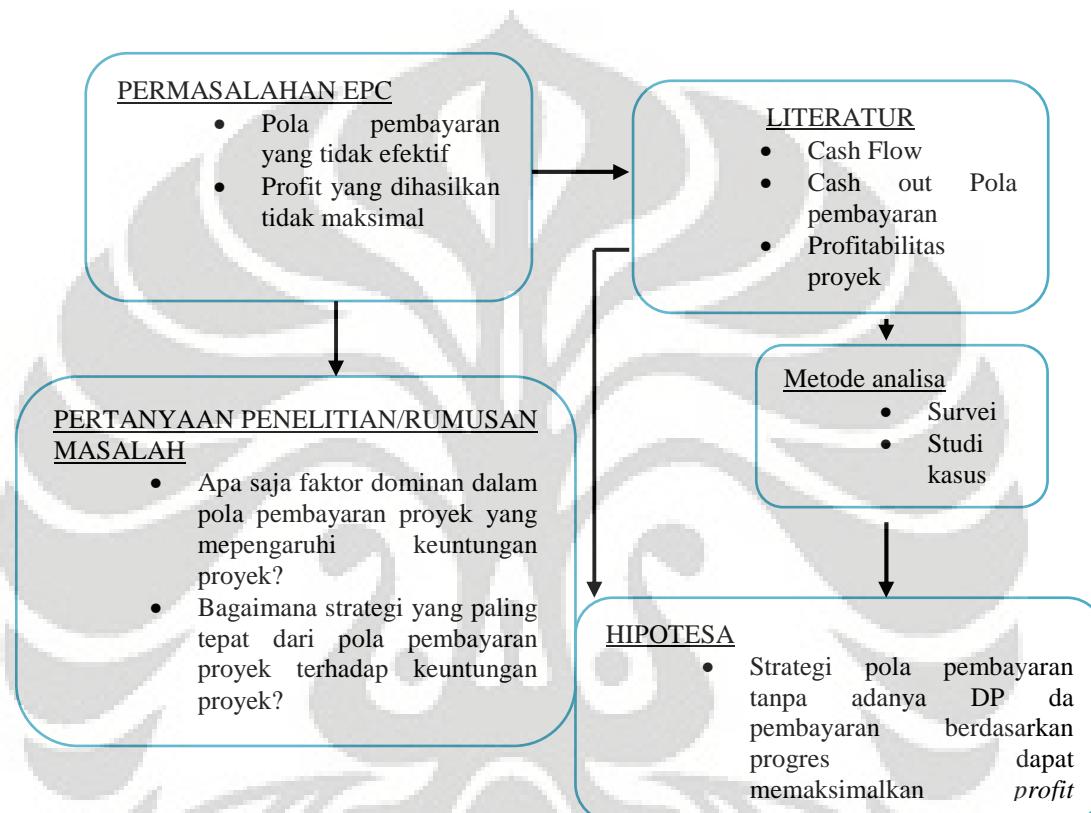 PERMASALAHAN EPC
• Pola pembayaran
yang tidak efektif
• Profit yang dihasilkan
tidak maksimal
LITERATUR
• Cash Flow
• Cash out Pola
pembayaran
• Profitabilitas
proyek
PERTANYAAN PENELITIAN/RUMUSAN
MASALAH
• Apa saja faktor dominan dalam
pola pembayaran proyek yang
mepengaruhi keuntungan
proyek?
• Bagaimana strategi yang paling
tepat dari pola pembayaran
proyek terhadap keuntungan
proyek?
Metode analisa
• Survei
• Studi
kasus
HIPOTESA
• Strategi pola pembayaran
tanpa adanya DP da
pembayaran berdasarkan
progres dapat
memaksimalkan profit